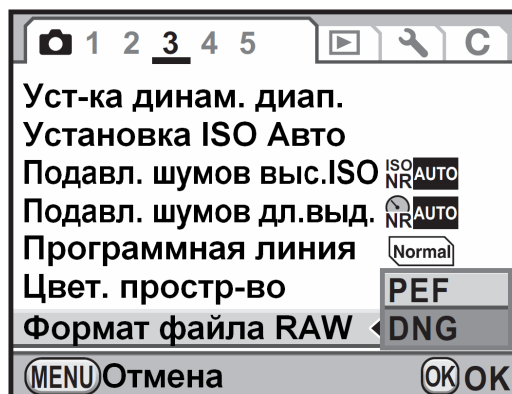 1 2 3 4 5 C
Уст-ка динам. диап.
Установка ISO Авто
Подавл. шумов выс.ISO ISO NR AUTO
Подавл. шумов дл.выд. NR AUTO
Программная линия Normal
Цвет. простр-во PEF
Формат файла RAW DNG
MENU Отмена OK OK